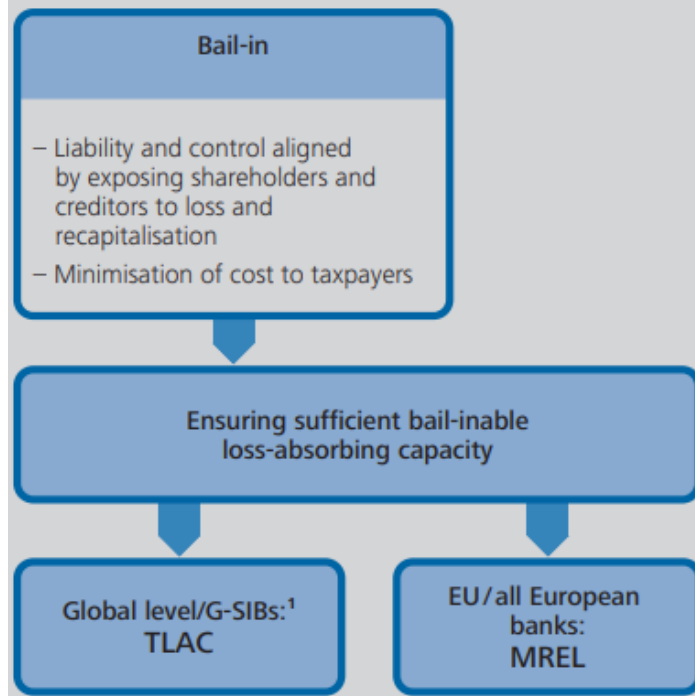 Bail-in
– Liability and control aligned
by exposing shareholders and
creditors to loss and
recapitalisation
– Minimisation of cost to taxpayers
Ensuring sufficient bail-inable
loss-absorbing capacity
Global level/G-SIBs:¹
TLAC
EU/all European
banks:
MREL